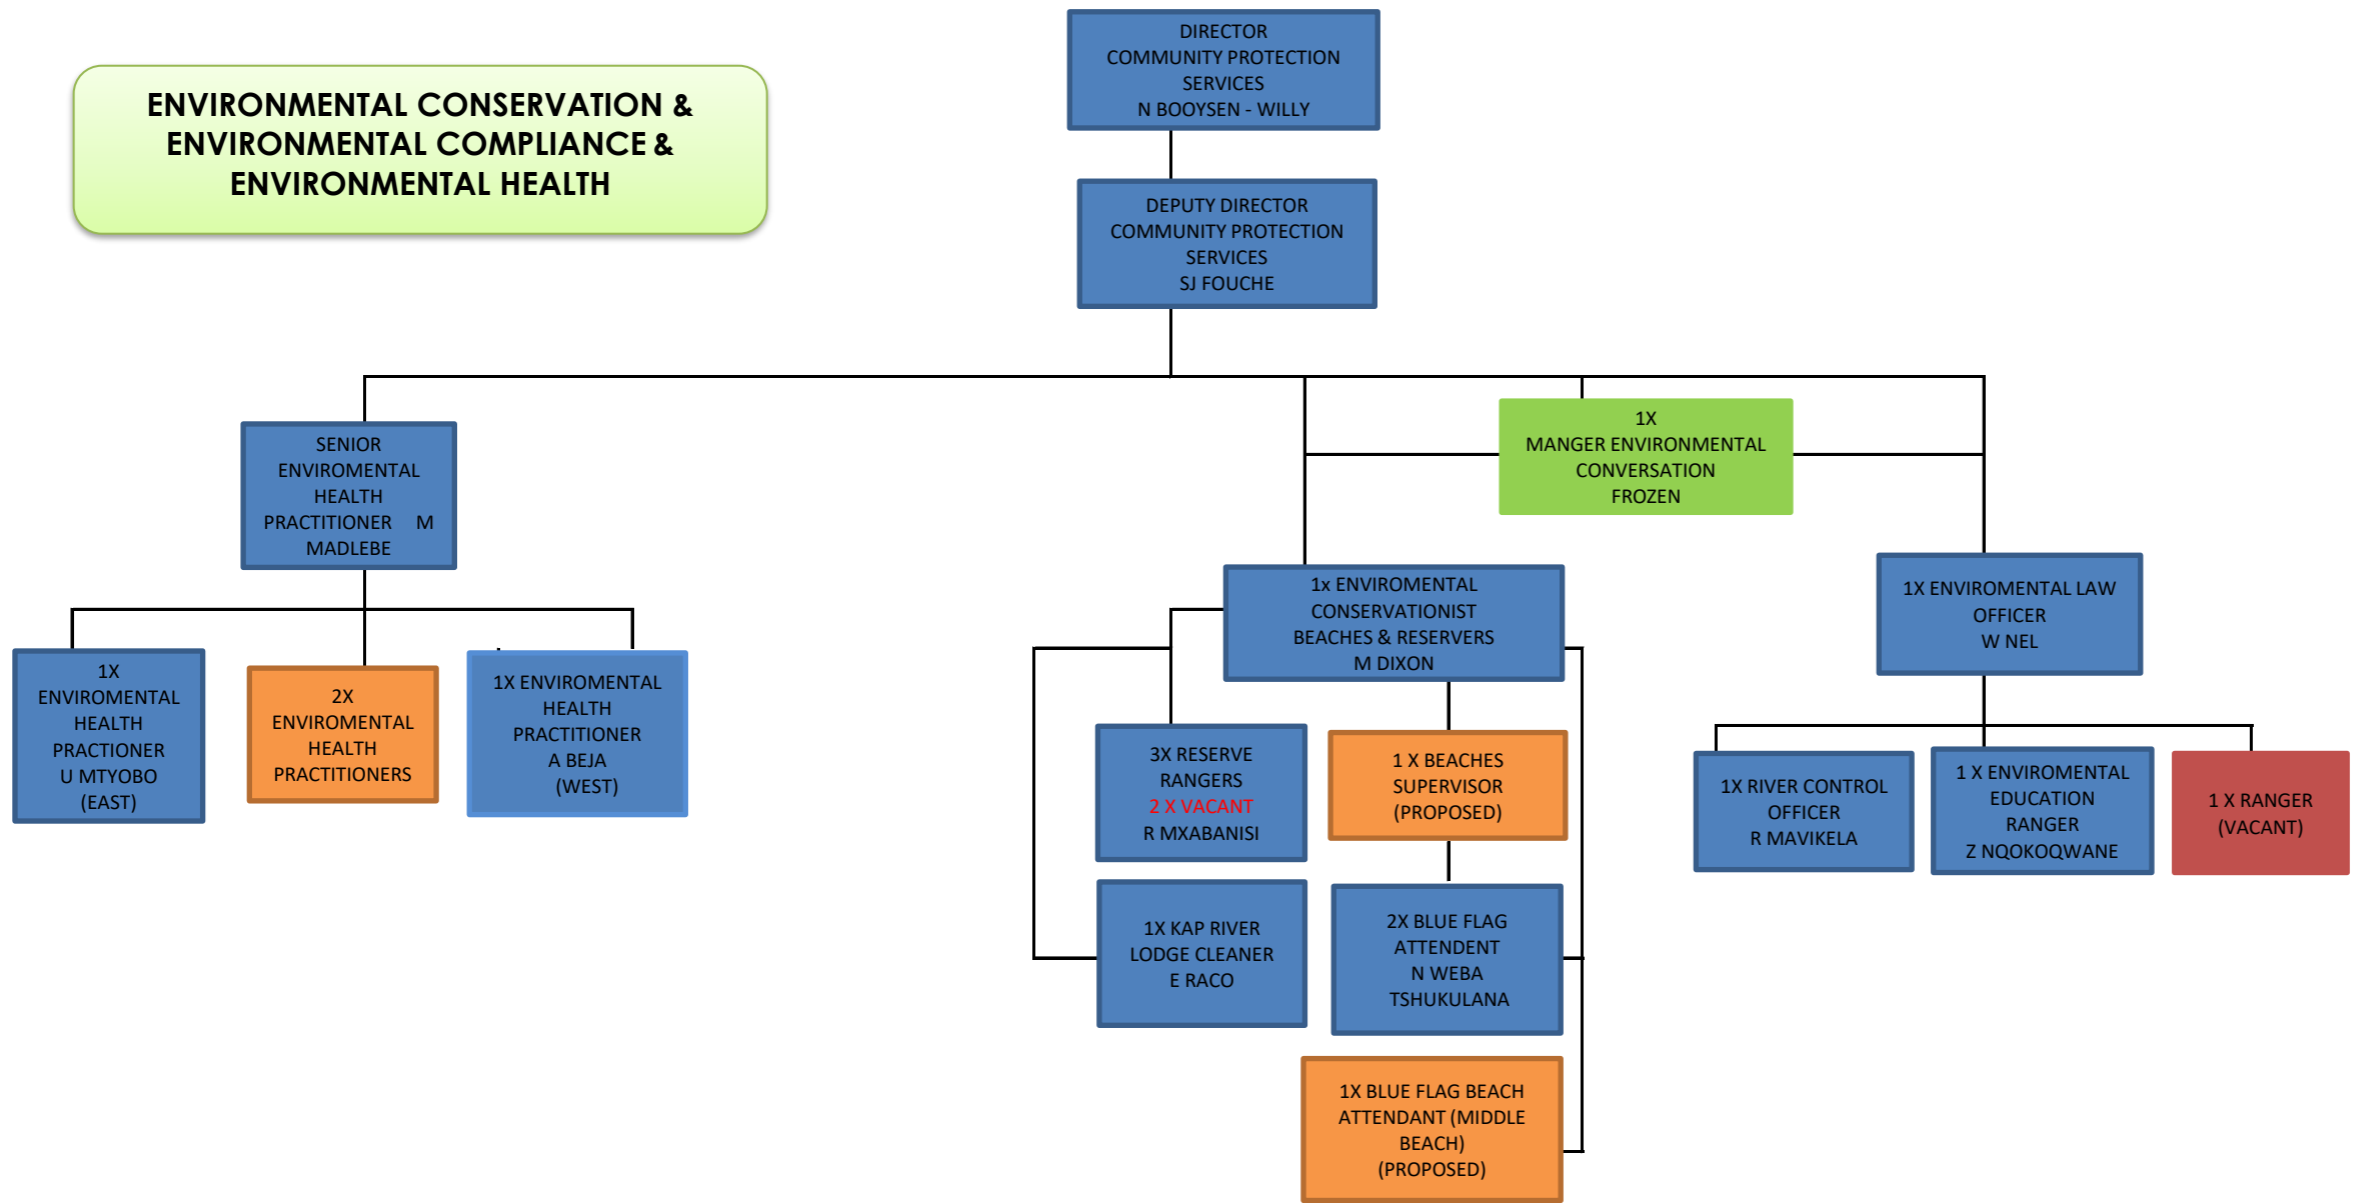 ENVIRONMENTAL CONSERVATION &
ENVIRONMENTAL COMPLIANCE &
ENVIRONMENTAL HEALTH
DIRECTOR
COMMUNITY PROTECTION
SERVICES
N BOOYSEN - WILLY
DEPUTY DIRECTOR
COMMUNITY PROTECTION
SERVICES
SJ FOUCHE
SENIOR
ENVIROMENTAL
HEALTH
PRACTITIONER M
MADLEBE
1X
MANGER ENVIRONMENTAL
CONVERSATION
FROZEN
1x ENVIROMENTAL
CONSERVATIONIST
BEACHES & RESERVERS
M DIXON
1X ENVIROMENTAL LAW
OFFICER
W NEL
1X
ENVIROMENTAL
HEALTH
PRACTIONER
U MTYOBO
(EAST)
2X
ENVIROMENTAL
HEALTH
PRACTITIONERS
1X ENVIROMENTAL
HEALTH
PRACTITIONER
A BEJA
(WEST)
3X RESERVE
RANGERS
2 X VACANT
R MXABANISI
1 X BEACHES
SUPERVISOR
(PROPOSED)
1X RIVER CONTROL
OFFICER
R MAVIKELA
1 X ENVIROMENTAL
EDUCATION
RANGER
Z NQOKOQWANE
1 X RANGER
(VACANT)
1X KAP RIVER
LODGE CLEANER
E RACO
2X BLUE FLAG
ATTENDENT
N WEBA
TSHUKULANA
1X BLUE FLAG BEACH
ATTENDANT (MIDDLE
BEACH)
(PROPOSED)